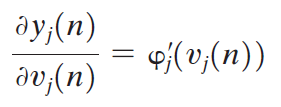 ∂y_j(n)/∂v_j(n) = φ′_j(v_j(n))